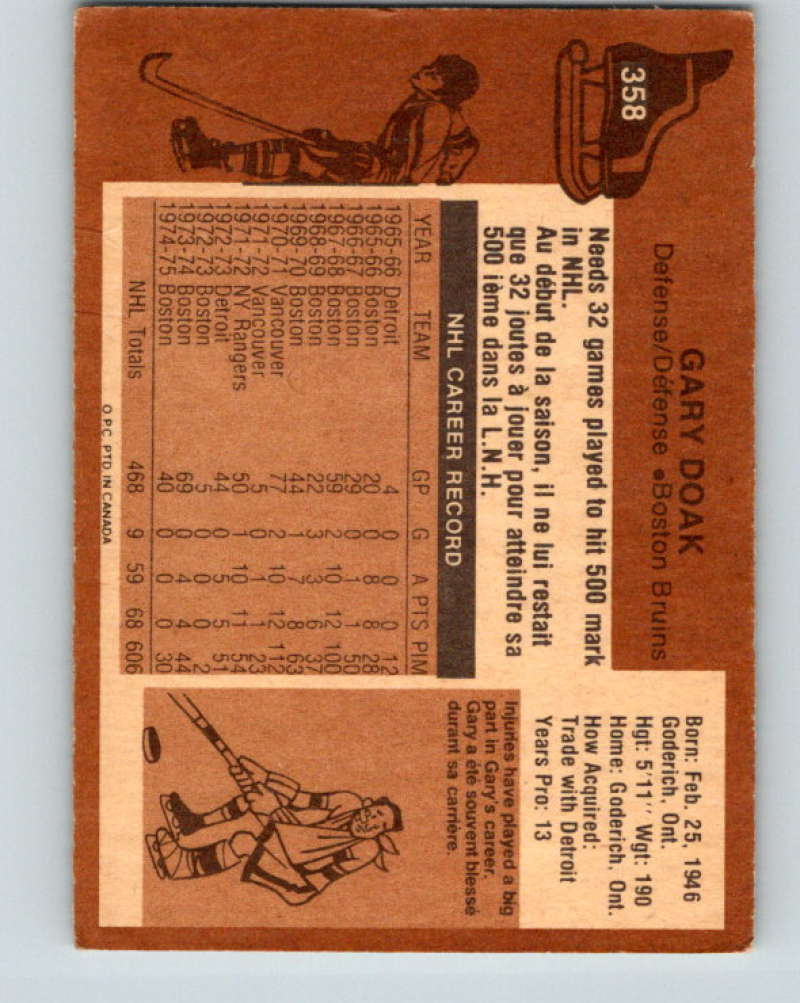 358
GARY DOAK
Defense/Défense • Boston Bruins
Needs 32 games played to hit 500 mark
in NHL.
Au début de la saison, il ne lui restait
que 32 joutes à jouer pour atteindre sa
500 ième dans la L.N.H.
NHL CAREER RECORD
YEAR TEAM GP G A PTS PIM
1965-66 Detroit 4 0 0 0 12
1965-66 Boston 20 0 8 8 28
1966-67 Boston 29 0 1 1 50
1967-68 Boston 59 2 10 12 100
1968-69 Boston 22 3 3 6 37
1969-70 Boston 44 1 7 8 63
1970-71 Vancouver 77 2 10 12 112
1971-72 Vancouver 5 0 1 1 23
1971-72 NY Rangers 50 1 10 11 54
1972-73 Detroit 44 0 5 5 51
1972-73 Boston 5 0 0 0 2
1973-74 Boston 69 0 4 4 44
1974-75 Boston 40 0 0 0 30
NHL Totals 468 9 59 68 606
O.P.C. PTD IN CANADA
Born: Feb. 25, 1946
Goderich, Ont.
Hgt: 5'11'' Wgt: 190
Home: Goderich, Ont.
How Acquired:
Trade with Detroit
Years Pro: 13
Injuries have played a big
part in Gary's career.
Gary a été souvent blessé
durant sa carrière.